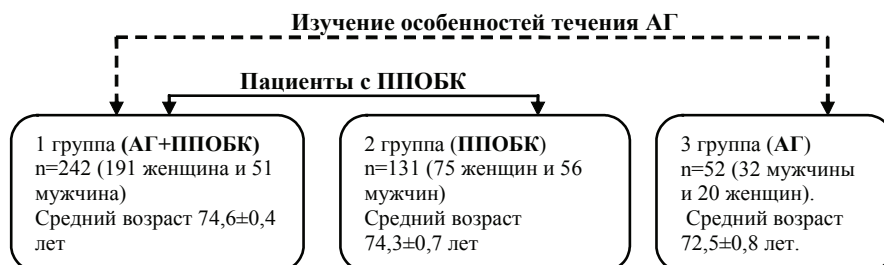 Изучение особенностей течения АГ
Пациенты с ППОБК
1 группа (АГ+ППОБК)
n=242 (191 женщина и 51
мужчина)
Средний возраст 74,6±0,4
лет
2 группа (ППОБК)
n=131 (75 женщин и 56
мужчин)
Средний возраст
74,3±0,7 лет
3 группа (АГ)
n=52 (32 мужчины
и 20 женщин).
Средний возраст
72,5±0,8 лет.